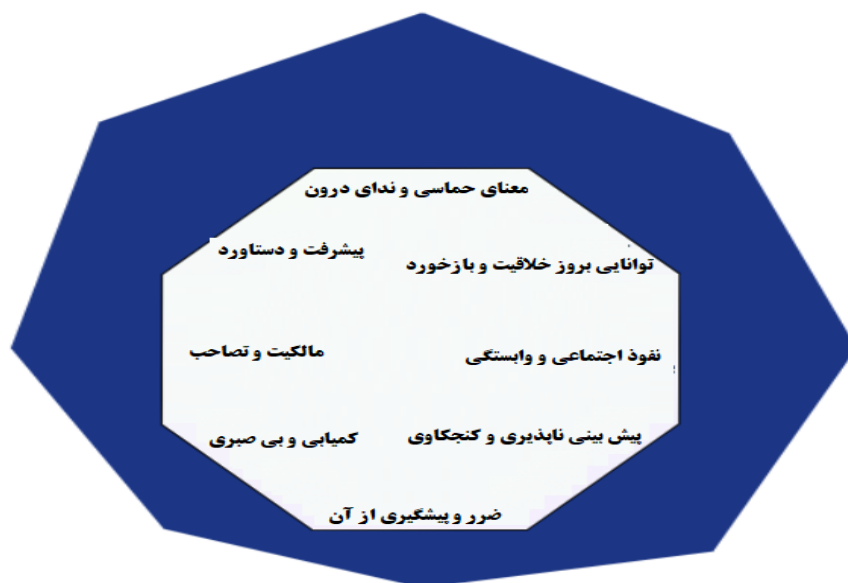 معنای حماسی و ندای درون
پیشرفت و دستاورد
توانایی بروز خلاقیت و بازخورد
مالکیت و تصاحب
نفوذ اجتماعی و وابستگی
پیش بینی ناپذیری و کنجکاوی
کمیابی و بی صبری
ضرر و پیشگیری از آن